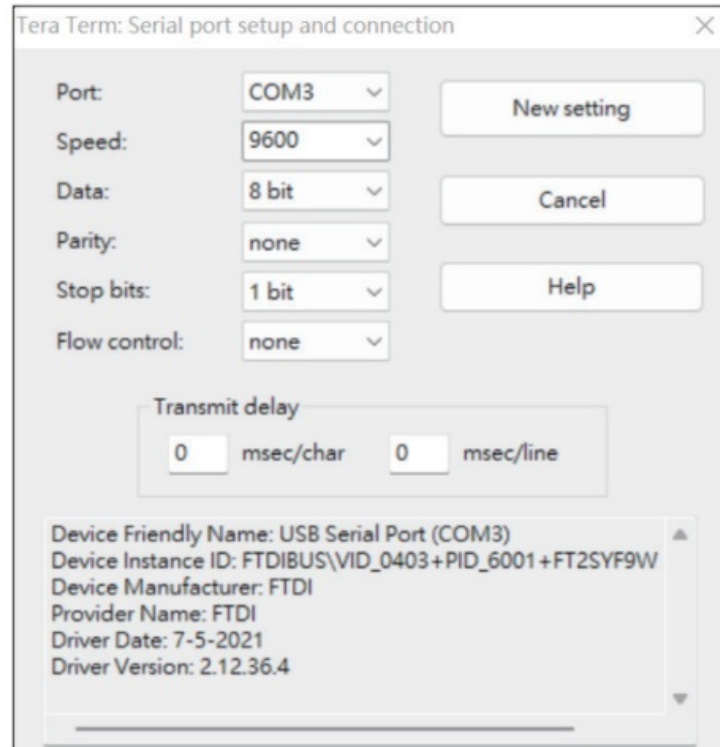 Tera Term: Serial port setup and connection
Port: COM3
New setting
Speed: 9600
Data: 8 bit
Cancel
Parity: none
Stop bits: 1 bit
Help
Flow control: none
Transmit delay
0 msec/char 0 msec/line
Device Friendly Name: USB Serial Port (COM3)
Device Instance ID: FTDIBUS\VID_0403+PID_6001+FT2SYF9W
Device Manufacturer: FTDI
Provider Name: FTDI
Driver Date: 7-5-2021
Driver Version: 2.12.36.4